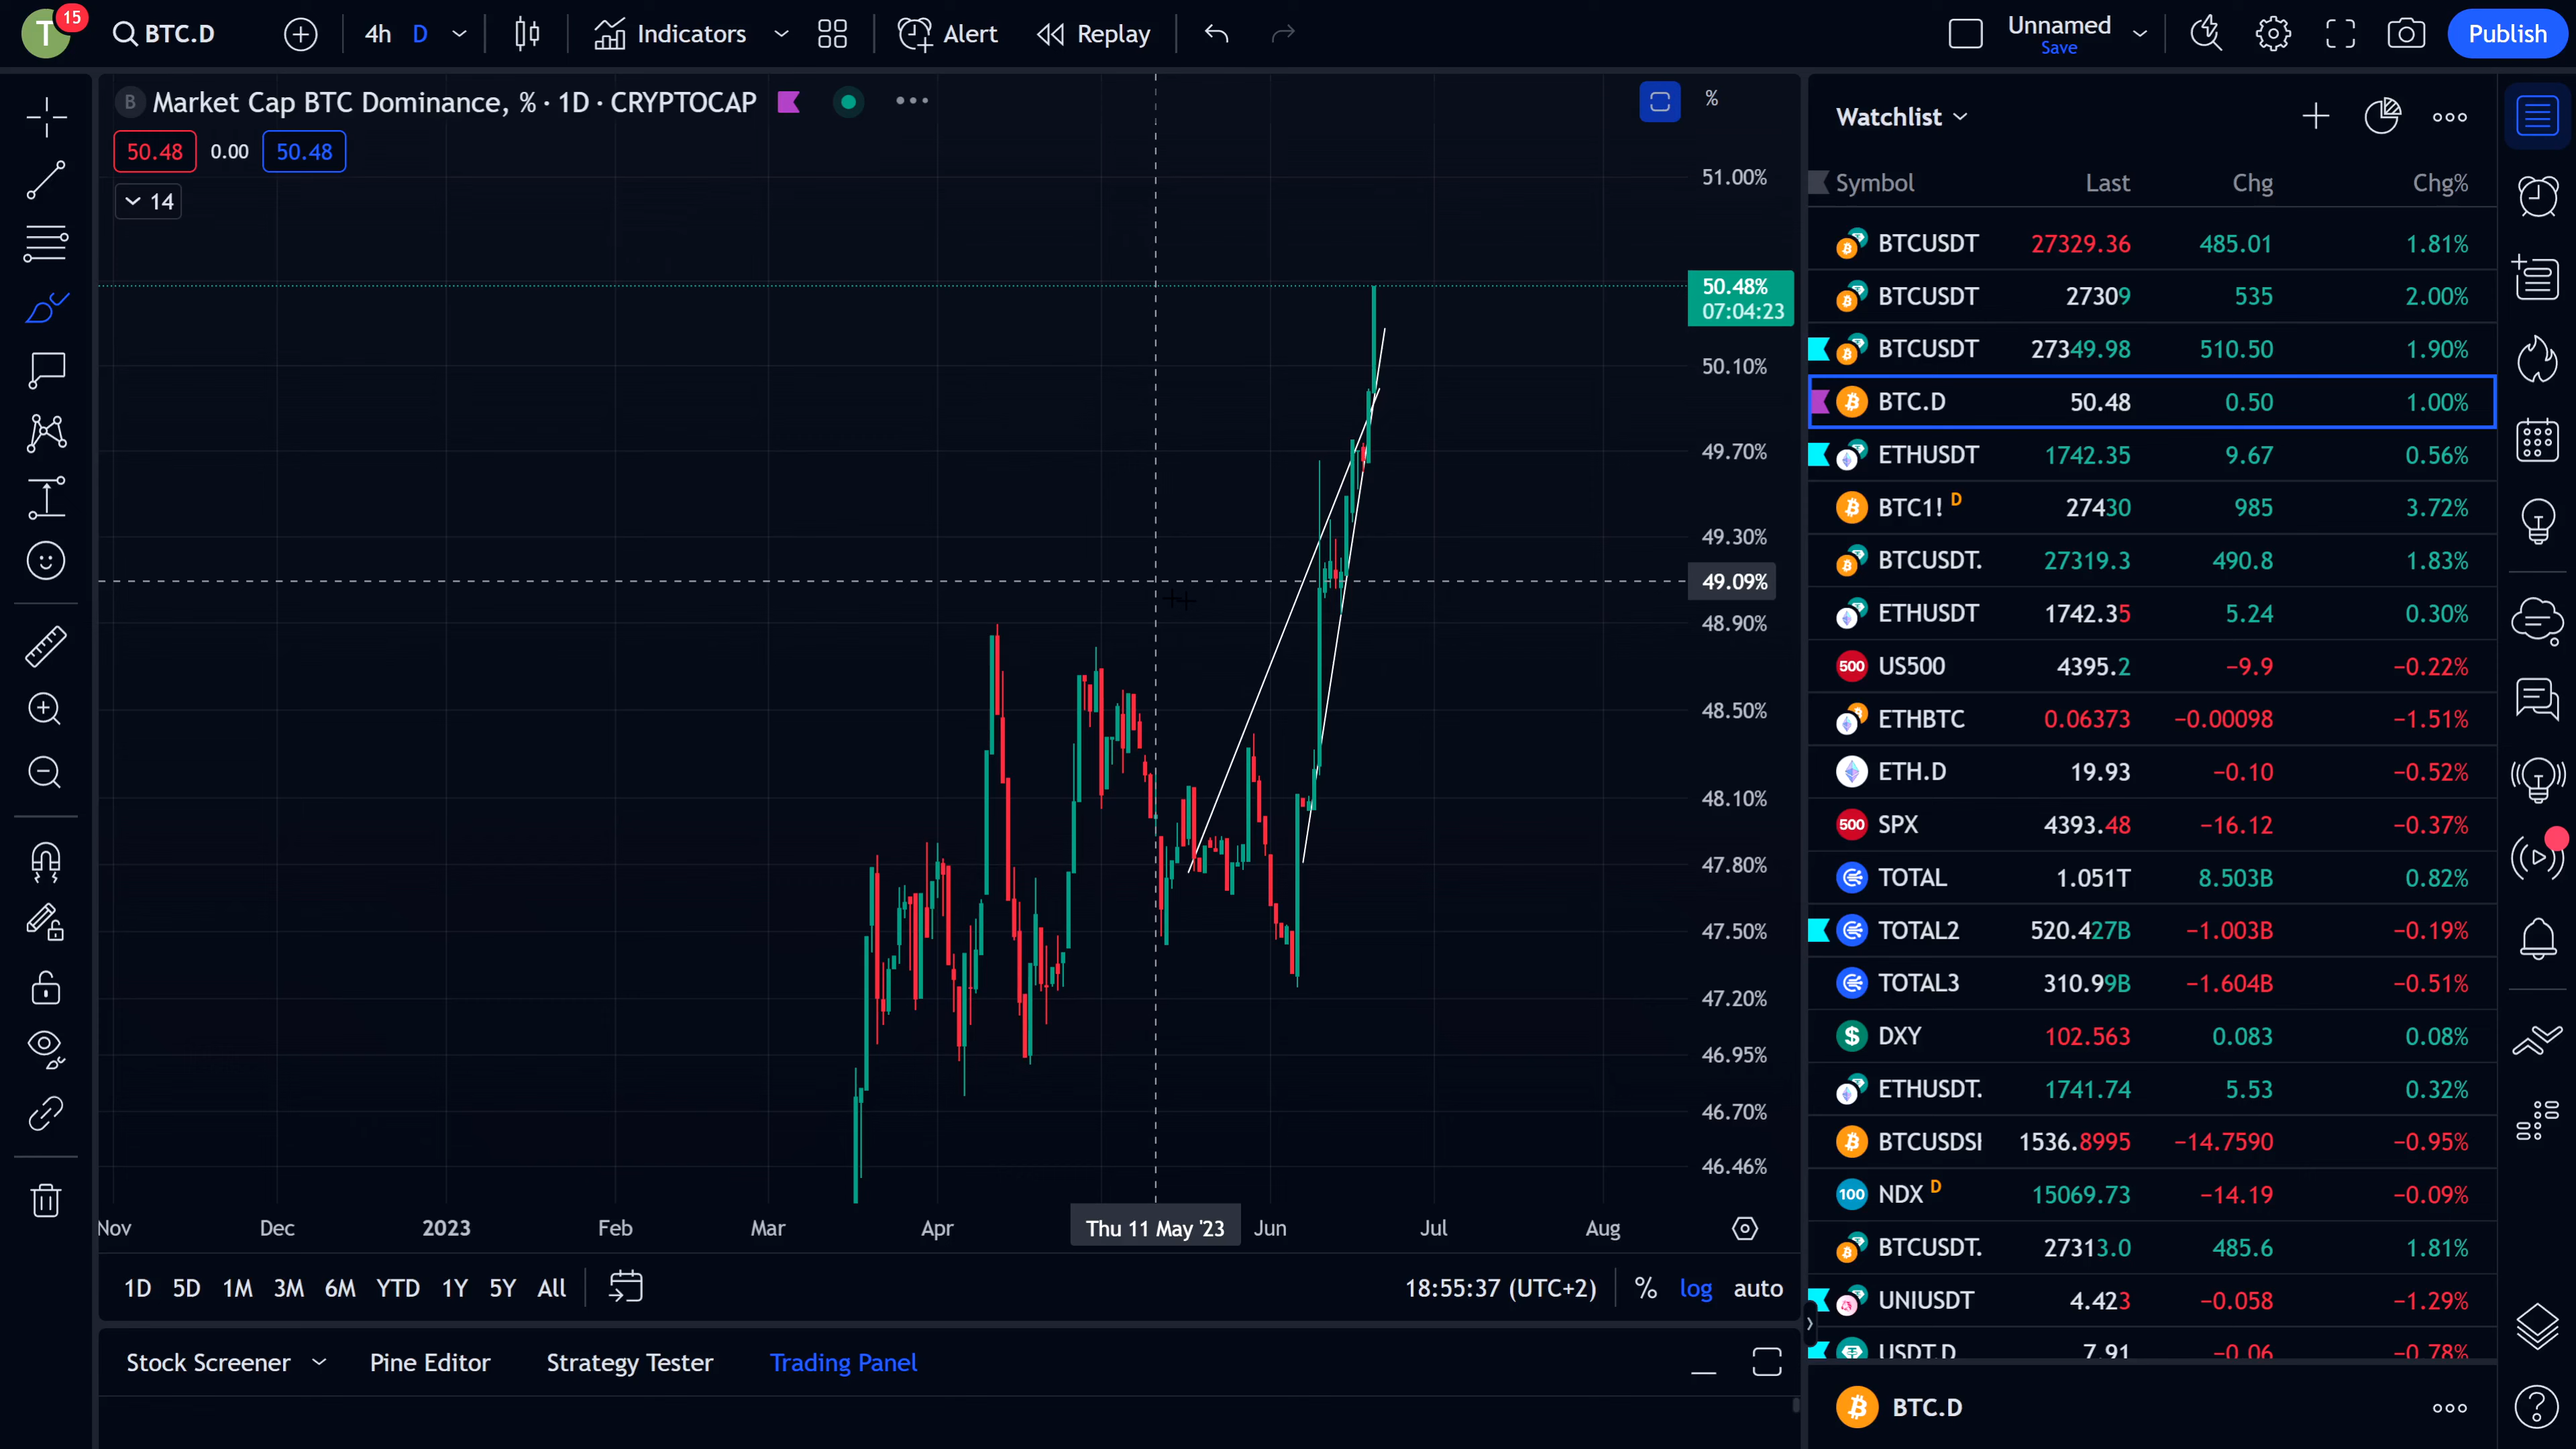 T 15 BTC.D 4h D Indicators Alert Replay Unnamed Save Publish
B Market Cap BTC Dominance, % · 1D · CRYPTOCAP
50.48 0.00 50.48
14
%
51.00%
50.48%
07:04:23
50.10%
49.70%
49.30%
49.09%
48.90%
48.50%
48.10%
47.80%
47.50%
47.20%
46.95%
46.70%
46.46%
Nov Dec 2023 Feb Mar Apr Thu 11 May '23 Jun Jul Aug
1D 5D 1M 3M 6M YTD 1Y 5Y All 18:55:37 (UTC+2) % log auto
Stock Screener Pine Editor Strategy Tester Trading Panel
Watchlist
Symbol Last Chg Chg%
BTCUSDT 27329.36 485.01 1.81%
BTCUSDT 27309 535 2.00%
BTCUSDT 27349.98 510.50 1.90%
BTC.D 50.48 0.50 1.00%
ETHUSDT 1742.35 9.67 0.56%
BTC1! D 27430 985 3.72%
BTCUSDT. 27319.3 490.8 1.83%
ETHUSDT 1742.35 5.24 0.30%
500 US500 4395.2 −9.9 −0.22%
ETHBTC 0.06373 −0.00098 −1.51%
ETH.D 19.93 −0.10 −0.52%
500 SPX 4393.48 −16.12 −0.37%
TOTAL 1.051T 8.503B 0.82%
TOTAL2 520.427B −1.003B −0.19%
TOTAL3 310.99B −1.604B −0.51%
$ DXY 102.563 0.083 0.08%
ETHUSDT. 1741.74 5.53 0.32%
BTCUSDSI 1536.8995 −14.7590 −0.95%
100 NDX D 15069.73 −14.19 −0.09%
BTCUSDT. 27313.0 485.6 1.81%
UNIUSDT 4.423 −0.058 −1.29%
USDT.D 7.91 −0.06 −0.78%
BTC.D